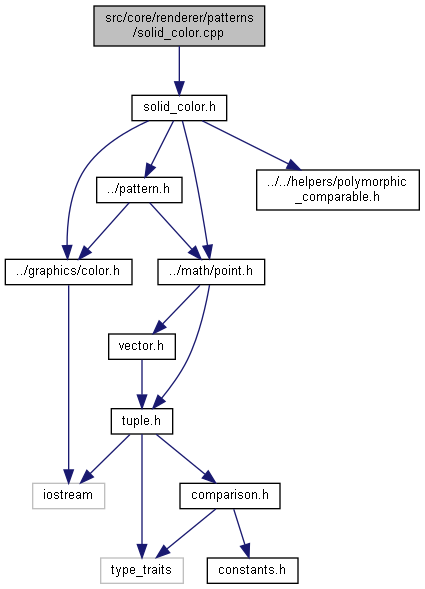 src/core/renderer/patterns
/solid_color.cpp
solid_color.h
../pattern.h
../../helpers/polymorphic
_comparable.h
../graphics/color.h
../math/point.h
vector.h
tuple.h
iostream
comparison.h
type_traits
constants.h